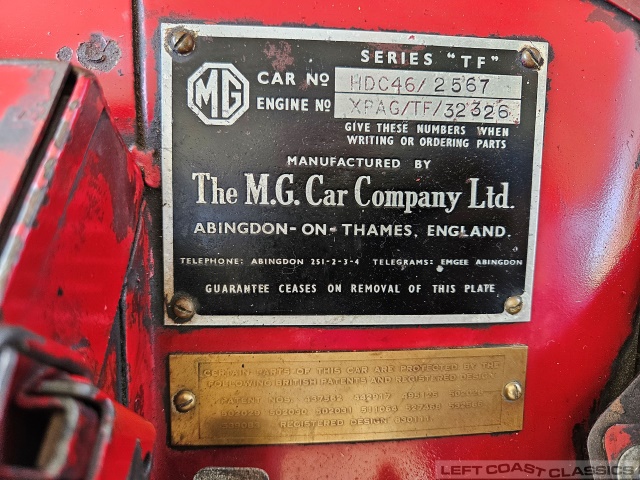 SERIES "TF"
MG
CAR Nº HDC46/2567
ENGINE Nº XPAG/TF/32326
GIVE THESE NUMBERS WHEN
WRITING OR ORDERING PARTS
MANUFACTURED BY
The M.G. Car Company Ltd.
ABINGDON-ON-THAMES, ENGLAND.
TELEPHONE: ABINGDON 251-2-3-4 TELEGRAMS: EMGEE ABINGDON
GUARANTEE CEASES ON REMOVAL OF THIS PLATE
CERTAIN PARTS OF THIS CAR ARE PROTECTED BY THE
FOLLOWING BRITISH PATENTS AND REGISTERED DESIGN
PATENT NOS.
REGISTERED DESIGN
LEFT COAST CLASSICS